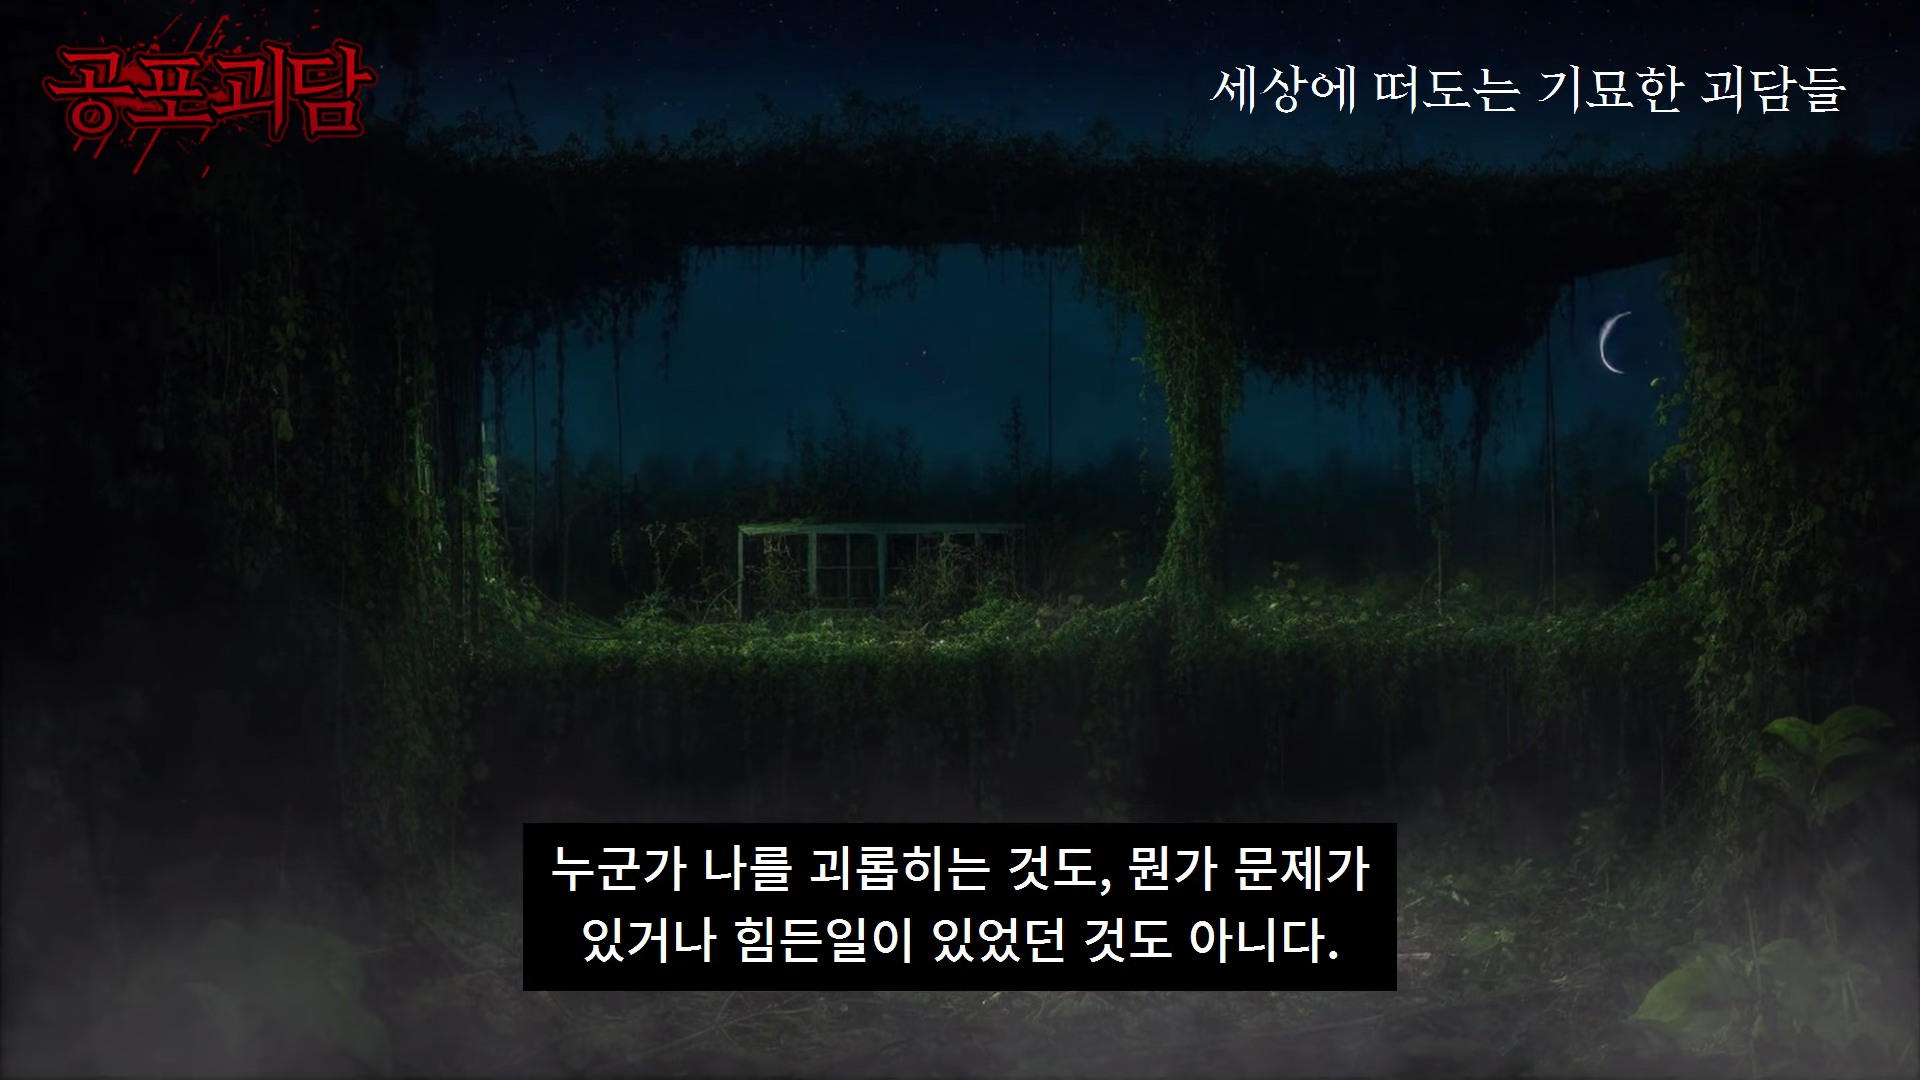 공포괴담
세상에 떠도는 기묘한 괴담들
누군가 나를 괴롭히는 것도, 뭔가 문제가
있거나 힘든일이 있었던 것도 아니다.